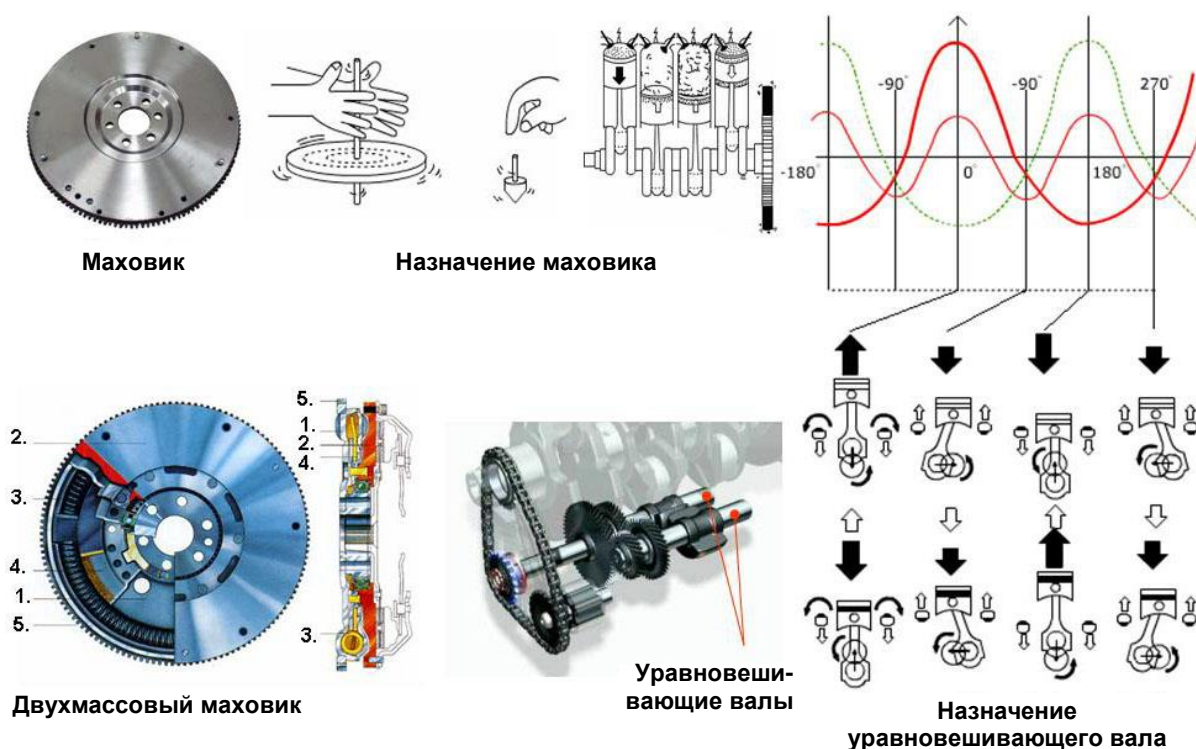 -90°
-90°
270°
-180°
0°
180°
Маховик
Назначение маховика
5.
1.
2.
4.
3.
2.
3.
4.
1.
5.
Двухмассовый маховик
Уравновеши-
вающие валы
Назначение
уравновешивающего вала